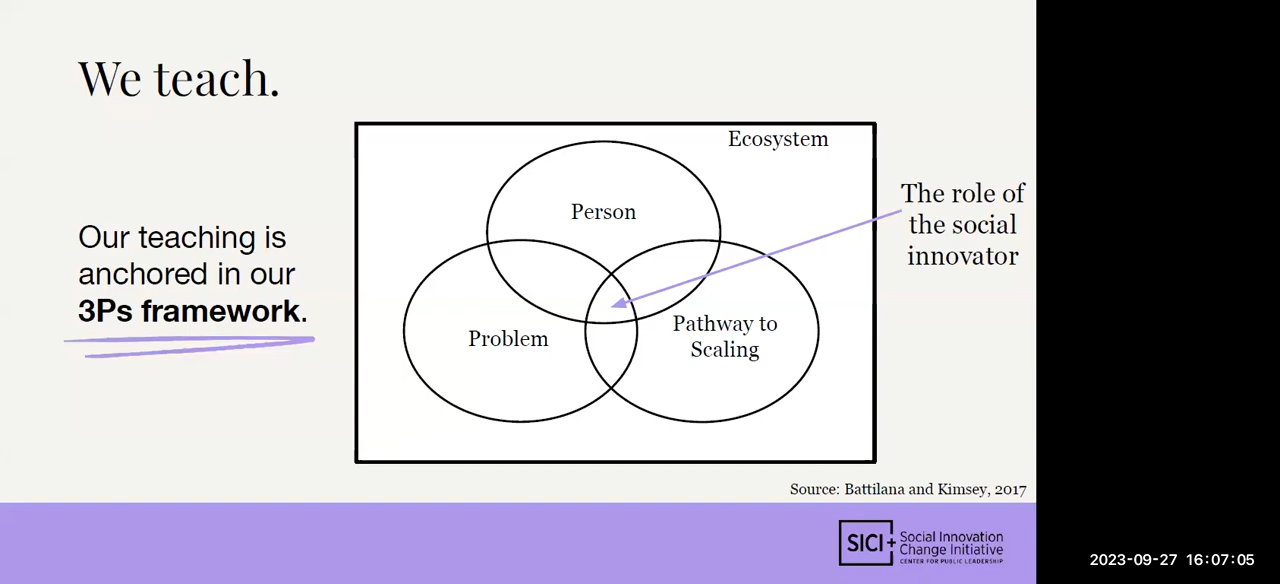 We teach.
Our teaching is
anchored in our
3Ps framework.
Ecosystem
Person
Problem
Pathway to
Scaling
The role of
the social
innovator
Source: Battilana and Kimsey, 2017
SICI+
Social Innovation
Change Initiative
CENTER FOR PUBLIC LEADERSHIP
2023-09-27 16:07:05